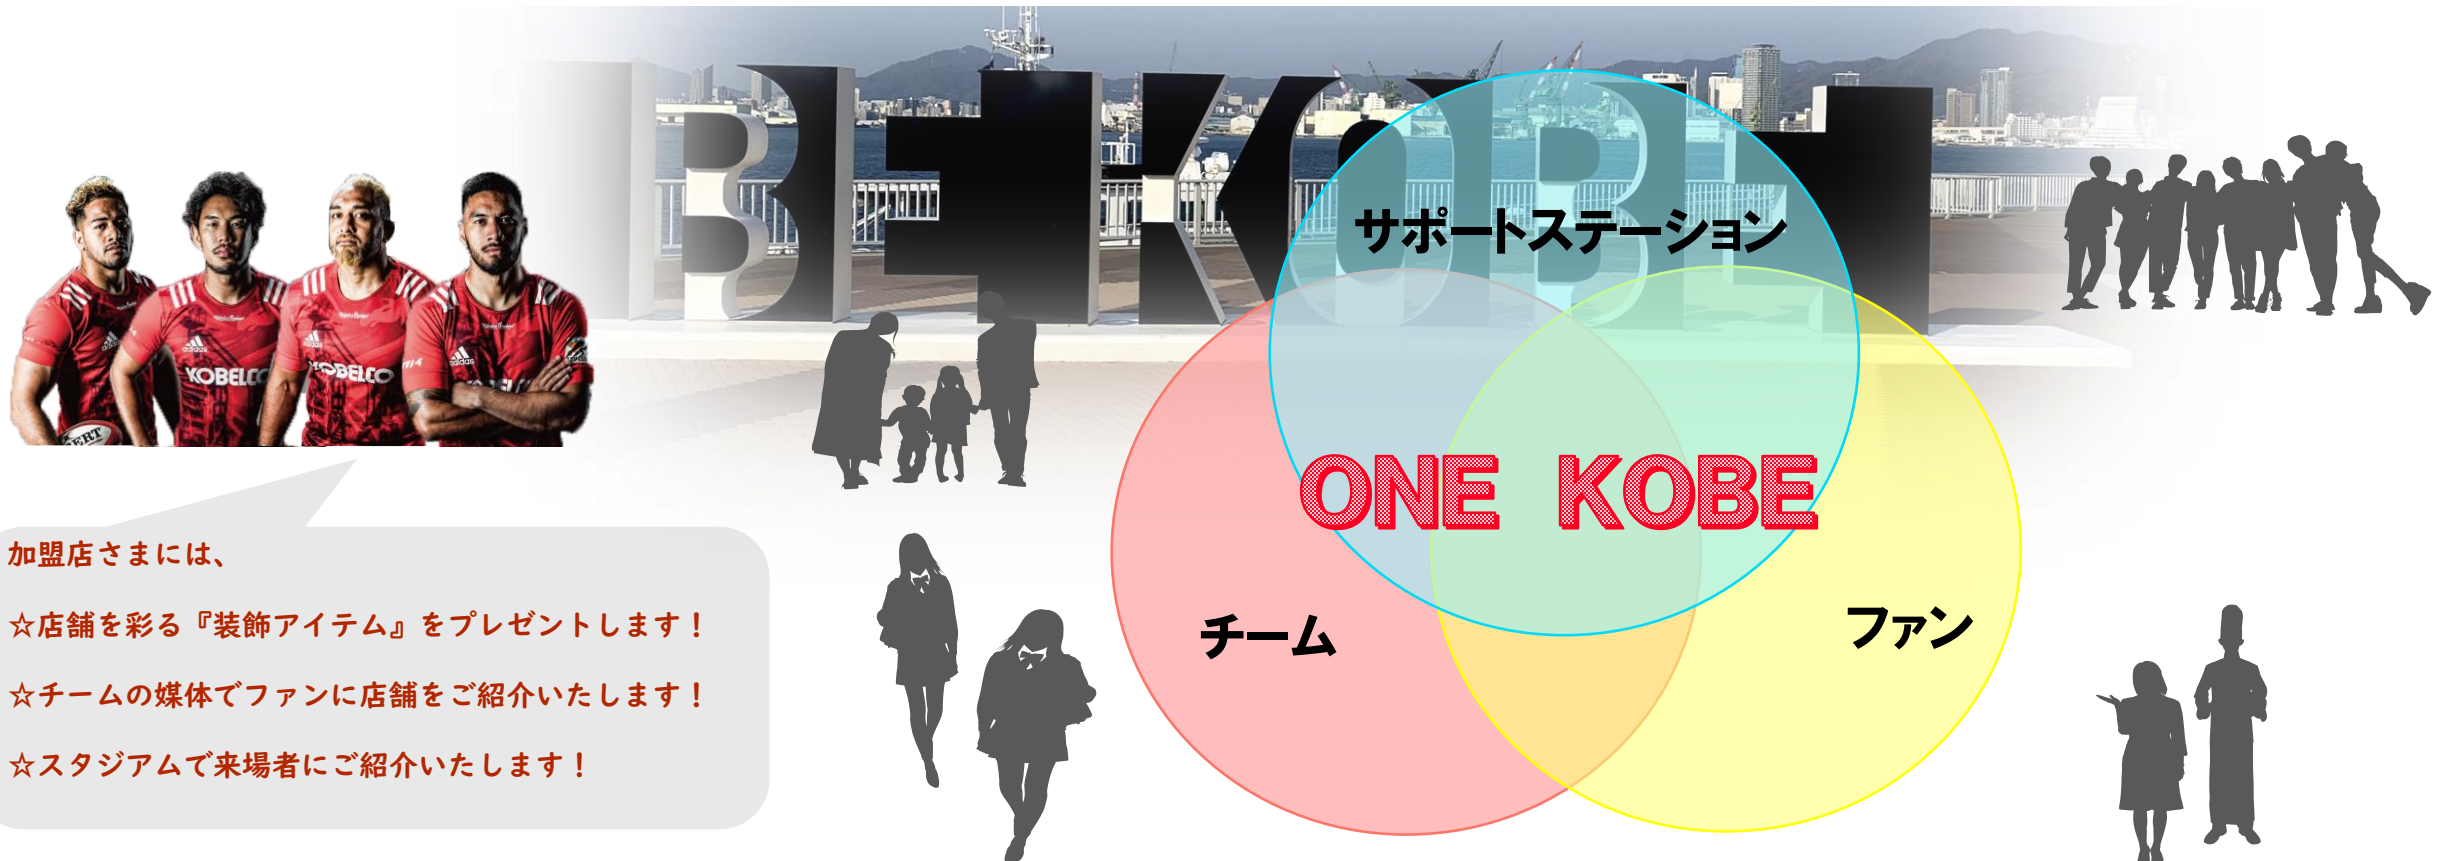 BE KOBE
サポートステーション
adidas
KOBELCO
adidas
KOBELCO
ONE KOBE
加盟店さまには、
☆店舗を彩る『装飾アイテム』をプレゼントします！
チーム
ファン
☆チームの媒体でファンに店舗をご紹介いたします！
☆スタジアムで来場者にご紹介いたします！